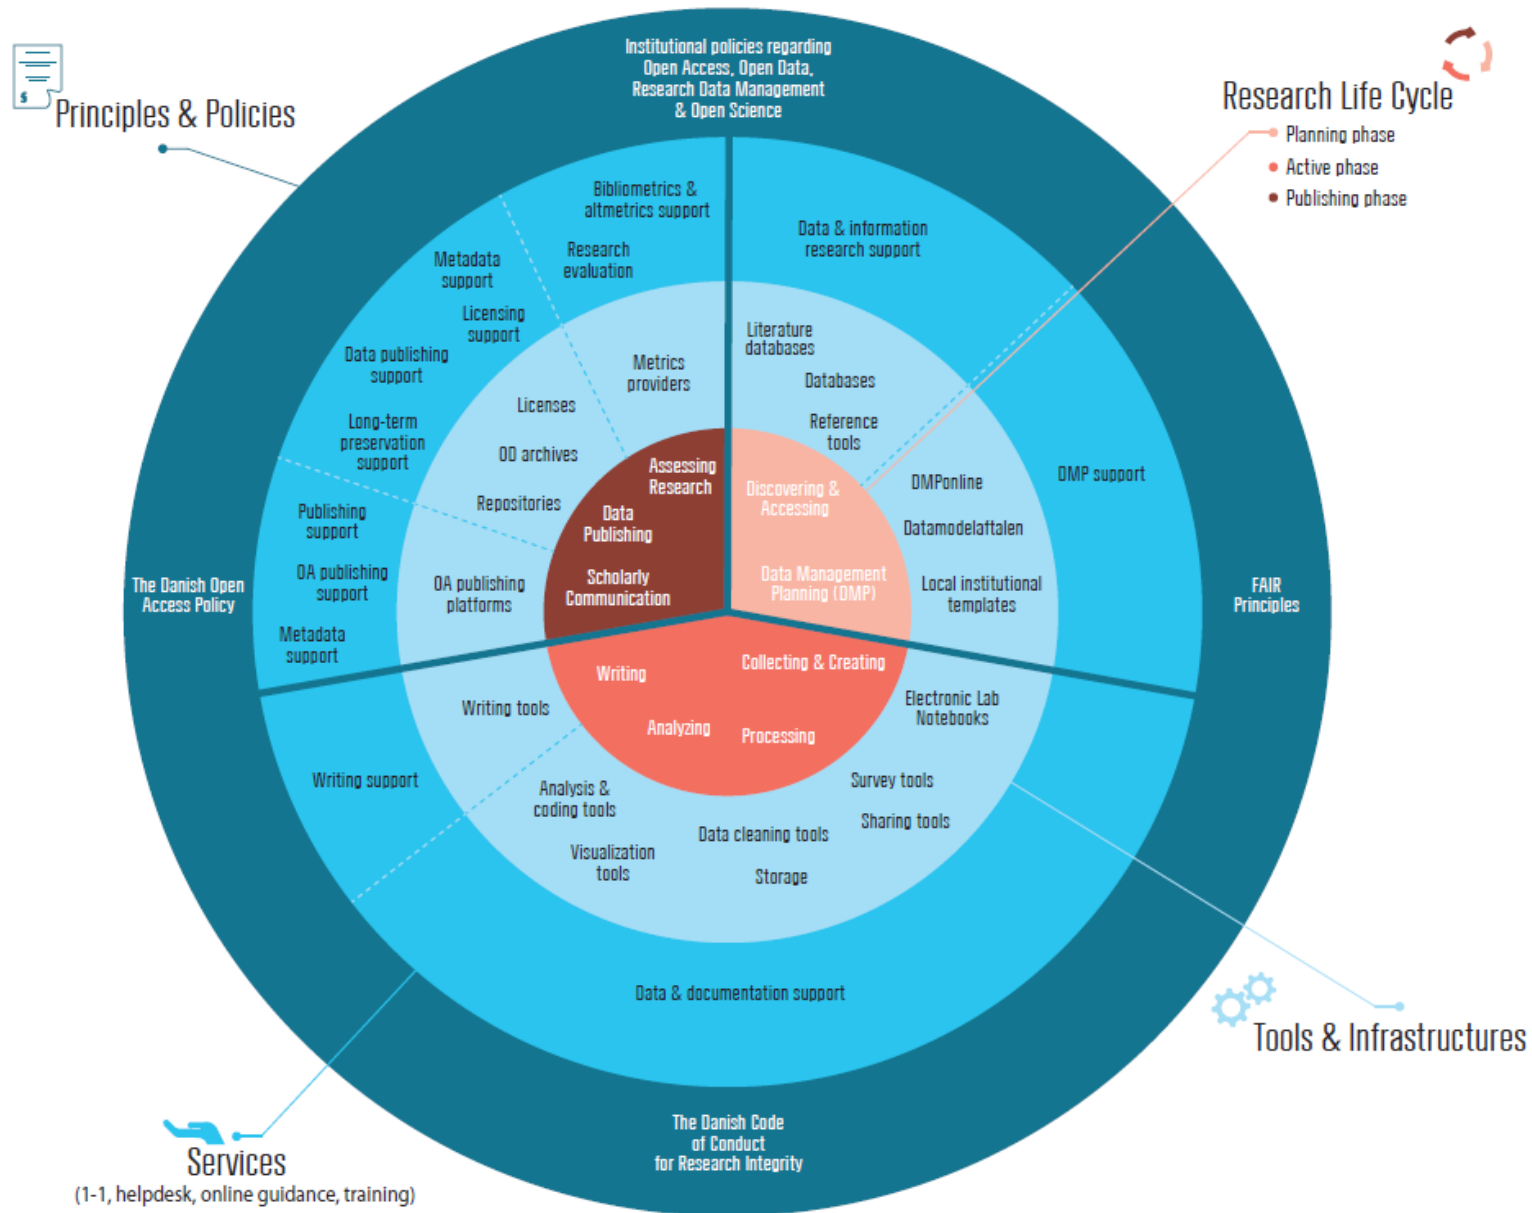 Principles & Policies
Institutional policies regarding
Open Access, Open Data,
Research Data Management
& Open Science
Research Life Cycle
Planning phase
Active phase
Publishing phase
Bibliometrics &
altmetrics support
Research
evaluation
Metadata
support
Licensing
support
Data publishing
support
Long-term
preservation
support
Publishing
support
OA publishing
support
Metadata
support
The Danish Open
Access Policy
Data & information
research support
DMP support
FAIR
Principles
Metrics
providers
Licenses
OD archives
Repositories
OA publishing
platforms
Literature
databases
Databases
Reference
tools
DMPonline
Datamodelaftalen
Local institutional
templates
Assessing
Research
Data
Publishing
Scholarly
Communication
Discovering &
Accessing
Data Management
Planning (DMP)
Writing
Collecting & Creating
Analyzing
Processing
Writing tools
Electronic Lab
Notebooks
Writing support
Analysis &
coding tools
Survey tools
Sharing tools
Data cleaning tools
Visualization
tools
Storage
Data & documentation support
Tools & Infrastructures
The Danish Code
of Conduct
for Research Integrity
Services
(1-1, helpdesk, online guidance, training)
$